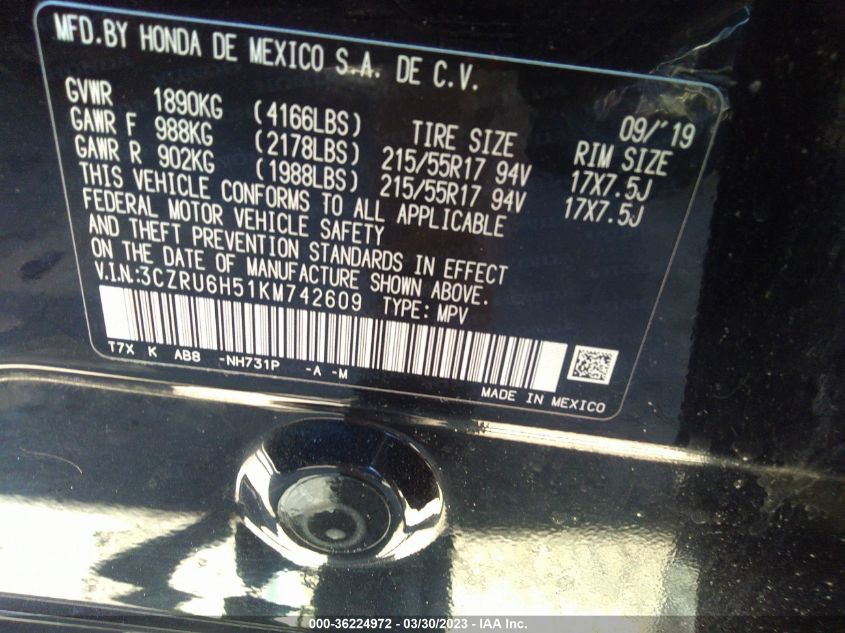 MFD.BY HONDA DE MEXICO S.A. DE C.V.
09/'19
GVWR 1890KG (4166LBS) TIRE SIZE RIM SIZE
GAWR F 988KG (2178LBS) 215/55R17 94V 17X7.5J
GAWR R 902KG (1988LBS) 215/55R17 94V 17X7.5J
THIS VEHICLE CONFORMS TO ALL APPLICABLE
FEDERAL MOTOR VEHICLE SAFETY
AND THEFT PREVENTION STANDARDS IN EFFECT
ON THE DATE OF MANUFACTURE SHOWN ABOVE.
V.I.N.:3CZRU6H51KM742609 TYPE: MPV
T7X K AB8 -NH731P -A -M
MADE IN MEXICO
000-36224972 — 03/30/2023 — © IAA Inc.